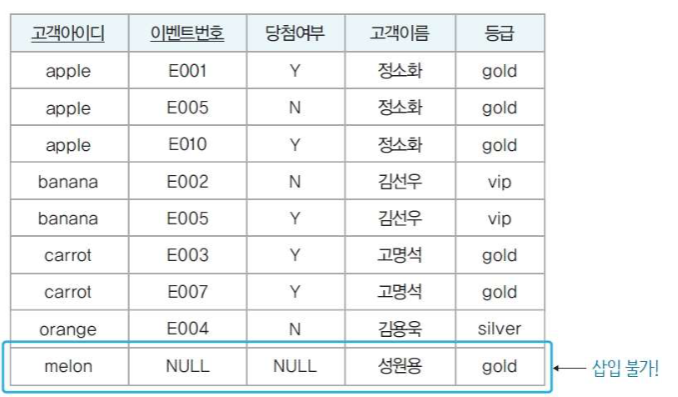 고객아이디 이벤트번호 당첨여부 고객이름 등급
apple E001 Y 정소화 gold
apple E005 N 정소화 gold
apple E010 Y 정소화 gold
banana E002 N 김선우 vip
banana E005 Y 김선우 vip
carrot E003 Y 고명석 gold
carrot E007 Y 고명석 gold
orange E004 N 김용욱 silver
melon NULL NULL 성원용 gold 삽입 불가!